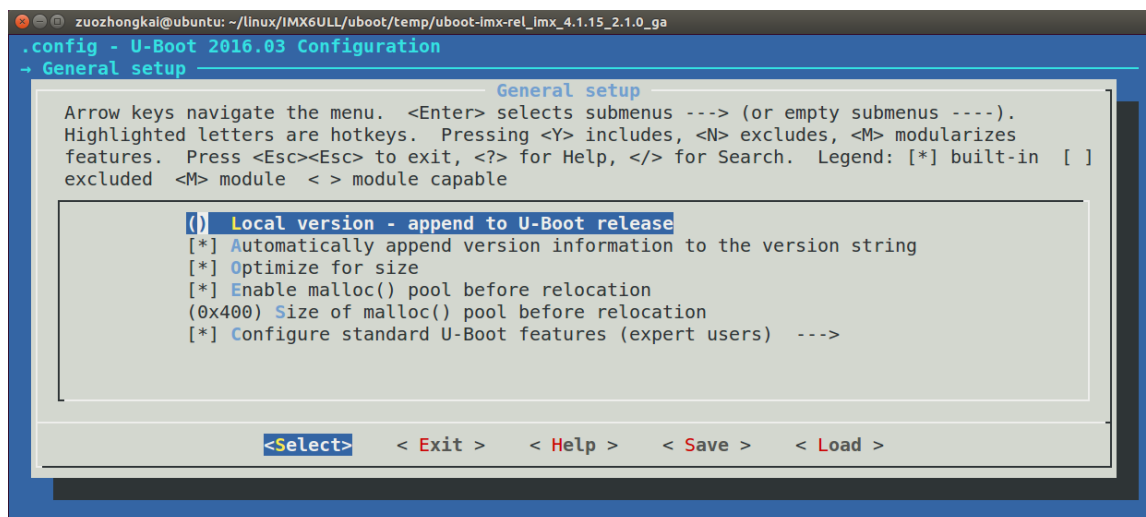 zuozhongkai@ubuntu: ~/linux/IMX6ULL/uboot/temp/uboot-imx-rel_imx_4.1.15_2.1.0_ga
.config - U-Boot 2016.03 Configuration
→ General setup
General setup
Arrow keys navigate the menu.  <Enter> selects submenus ---> (or empty submenus ----).
Highlighted letters are hotkeys.  Pressing <Y> includes, <N> excludes, <M> modularizes
features.  Press <Esc><Esc> to exit, <?> for Help, </> for Search.  Legend: [*] built-in  [ ]
excluded  <M> module  < > module capable
()  Local version - append to U-Boot release
[*] Automatically append version information to the version string
[*] Optimize for size
[*] Enable malloc() pool before relocation
(0x400) Size of malloc() pool before relocation
[*] Configure standard U-Boot features (expert users)  --->
<Select>    < Exit >    < Help >    < Save >    < Load >